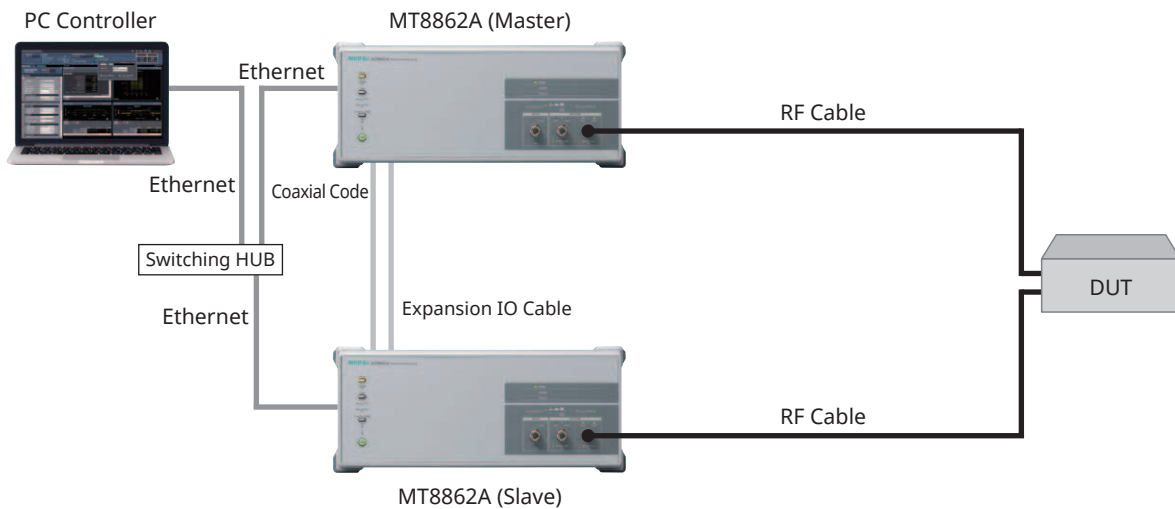 PC Controller
MT8862A (Master)
Ethernet
RF Cable
Ethernet
Coaxial Code
Switching HUB
DUT
Expansion IO Cable
Ethernet
RF Cable
MT8862A (Slave)